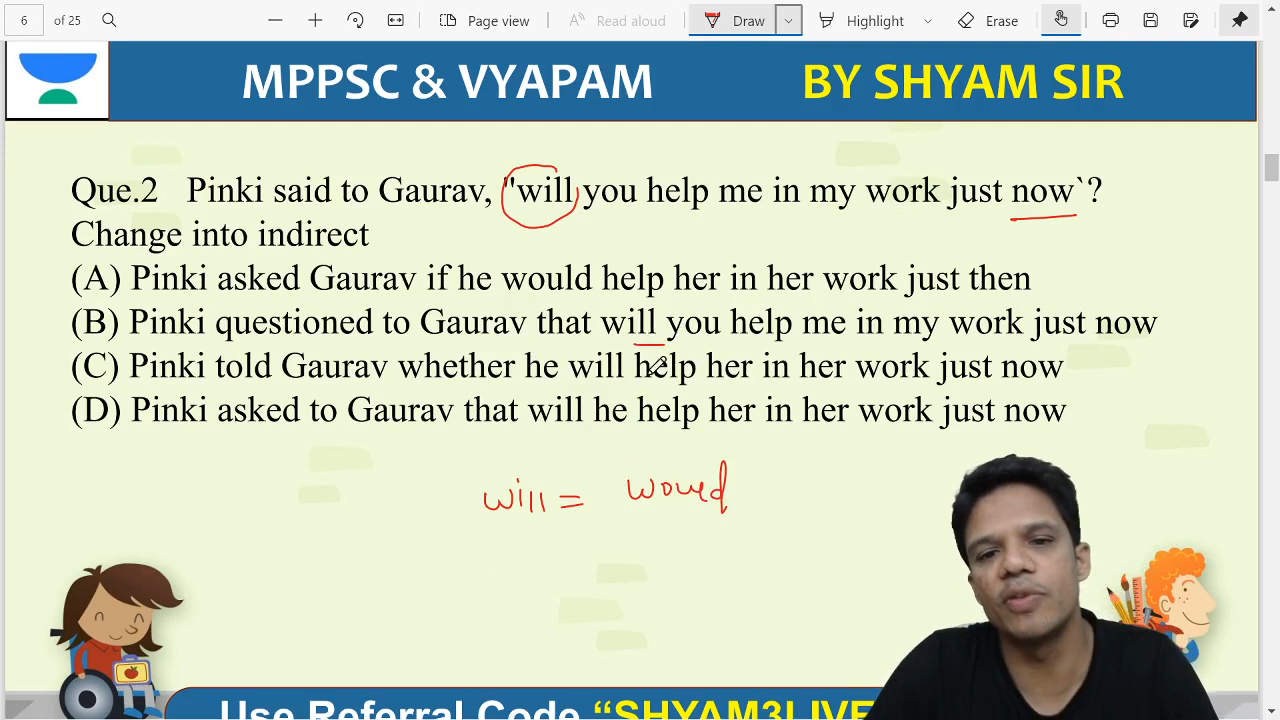 6 of 25 Page view Read aloud Draw Highlight Erase
MPPSC & VYAPAM BY SHYAM SIR
Que.2 Pinki said to Gaurav, "will you help me in my work just now`?
Change into indirect
(A) Pinki asked Gaurav if he would help her in her work just then
(B) Pinki questioned to Gaurav that will you help me in my work just now
(C) Pinki told Gaurav whether he will help her in her work just now
(D) Pinki asked to Gaurav that will he help her in her work just now
will = would
Use Referral Code “SHYAM3LIVE